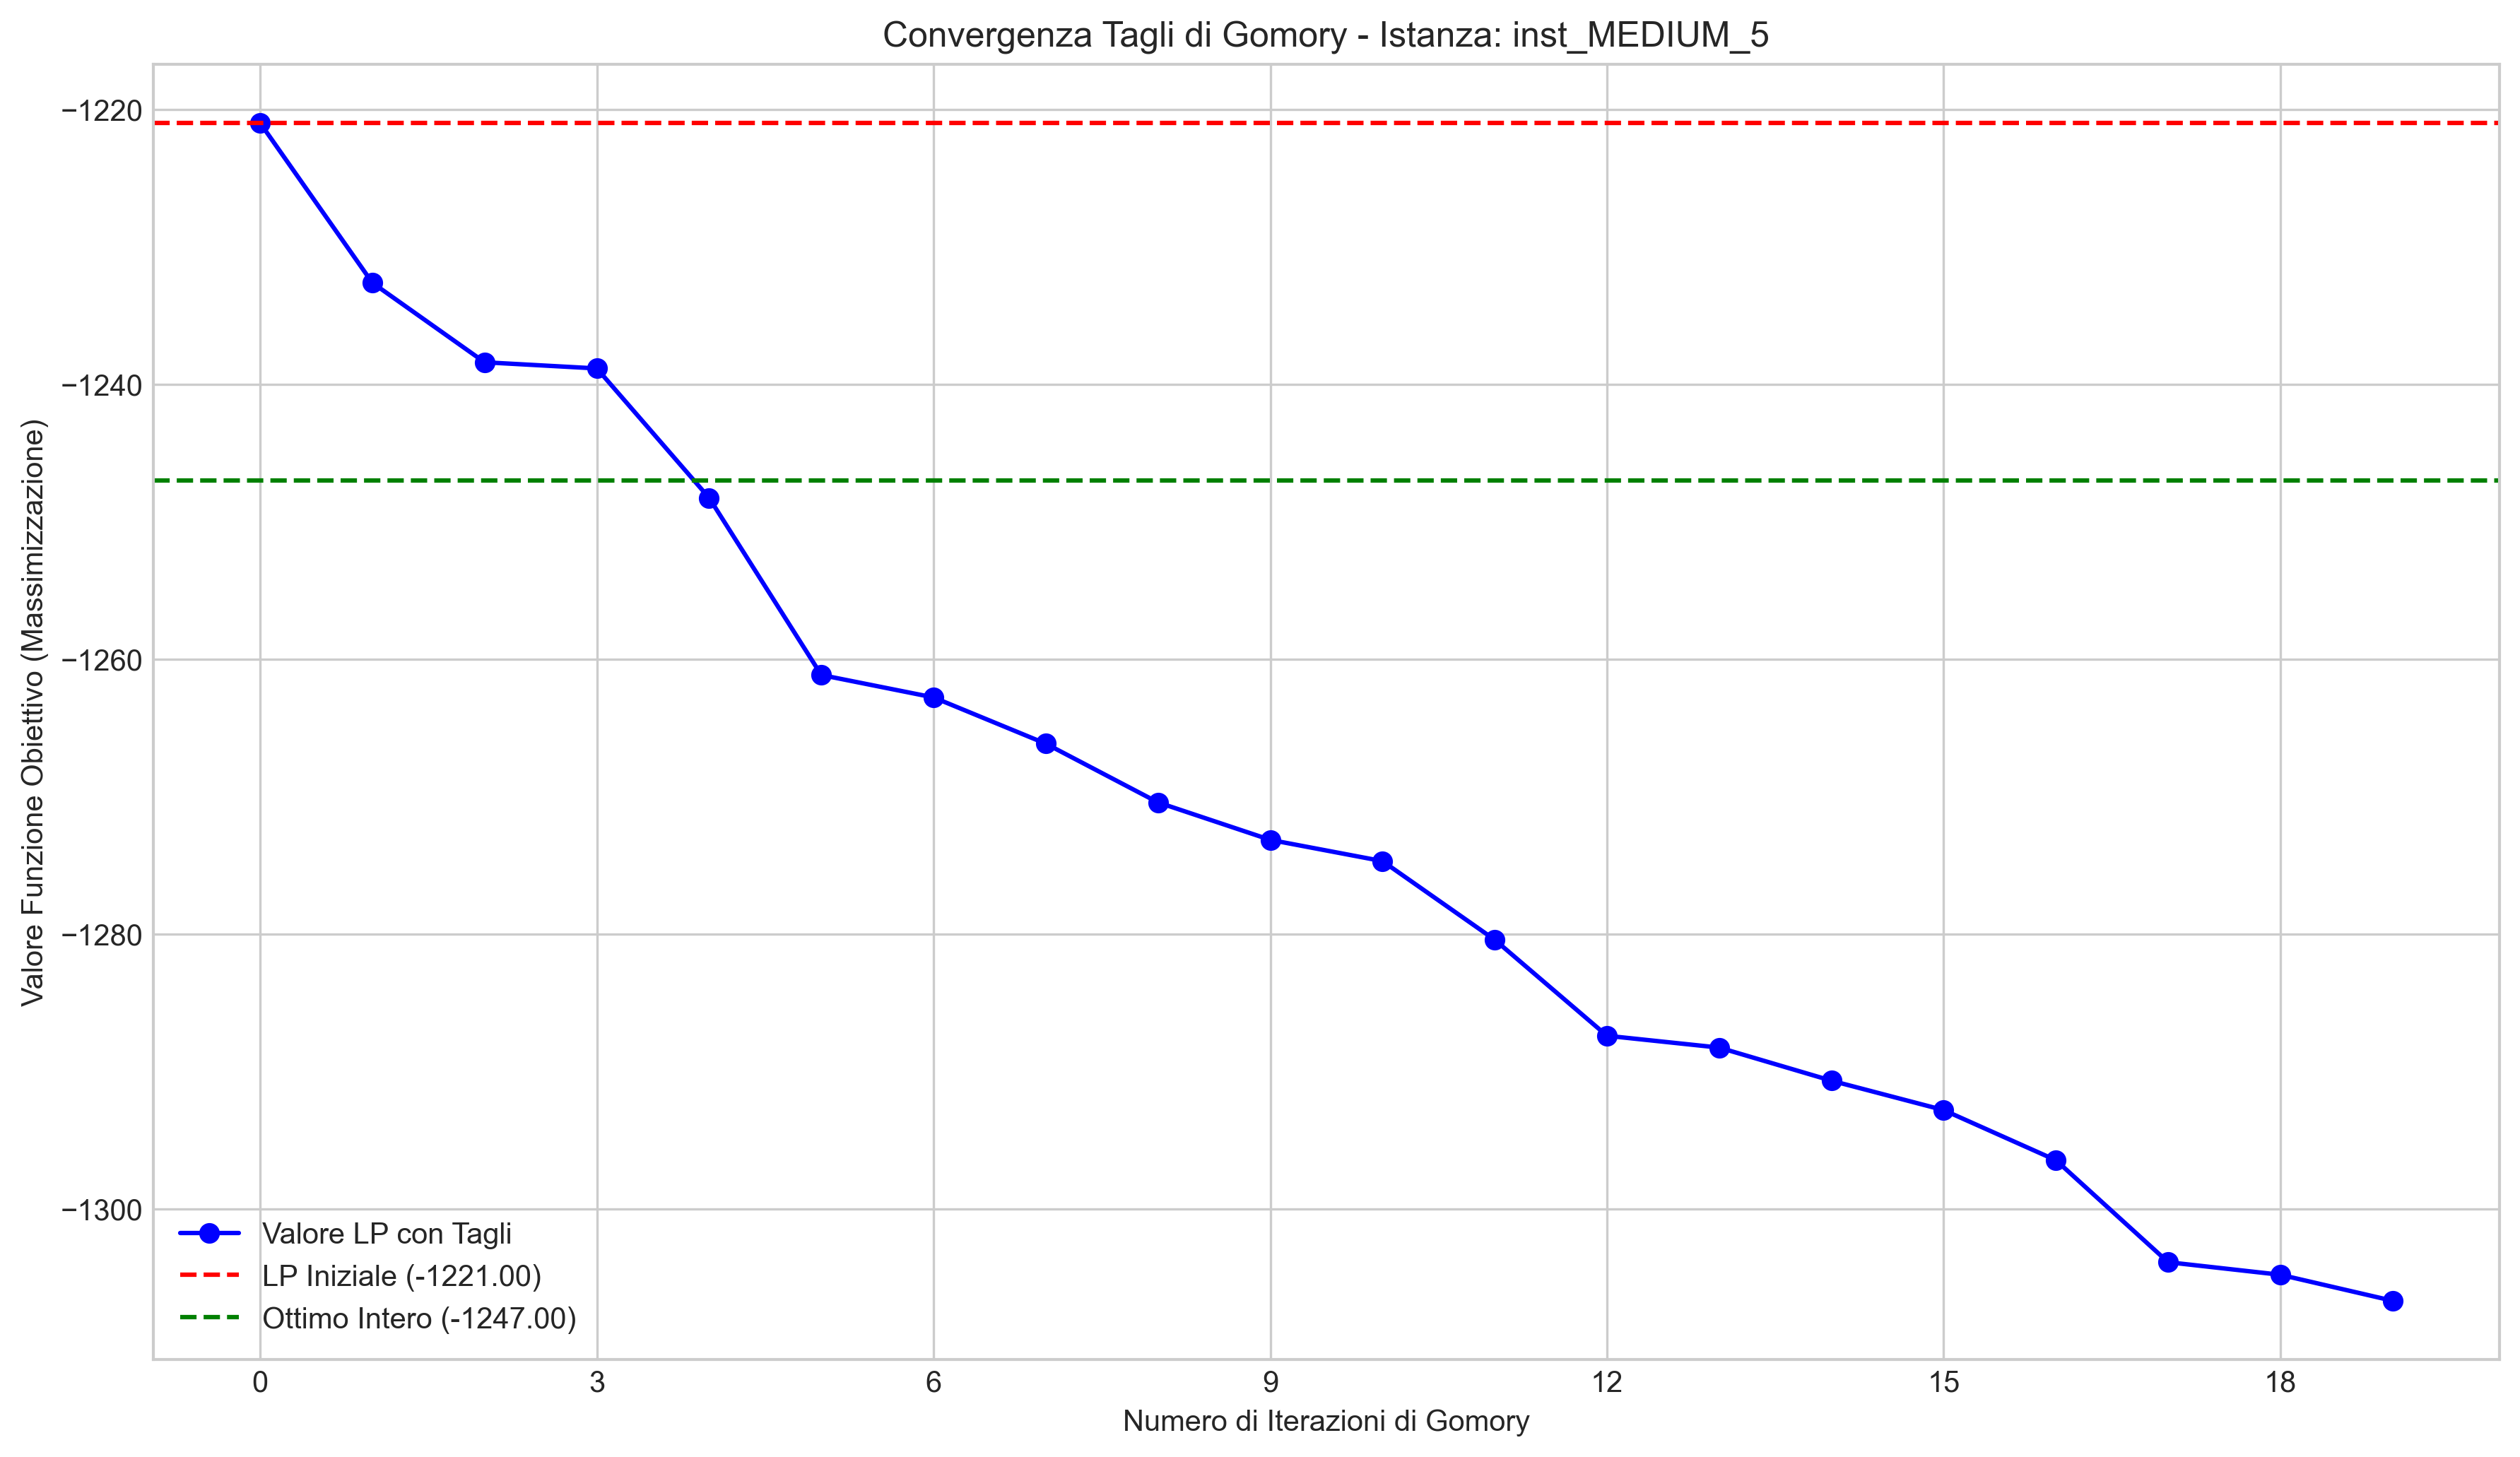 Convergenza Tagli di Gomory - Istanza: inst_MEDIUM_5
Valore Funzione Obiettivo (Massimizzazione)
−1220
−1240
−1260
−1280
−1300
Valore LP con Tagli
LP Iniziale (-1221.00)
Ottimo Intero (-1247.00)
0 3 6 9 12 15 18
Numero di Iterazioni di Gomory